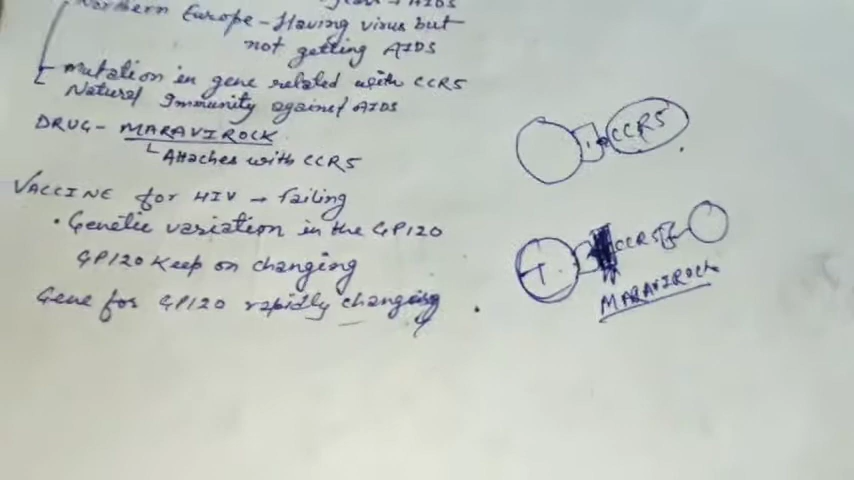 → AIDS
Northern Europe - Having virus but
not getting AIDS
Mutation in gene related with CCR5
Natural Immunity against AIDS
DRUG - MARAVIROCK
Attaches with CCR5
VACCINE for HIV → failing
• Genetic variation in the GP120
GP120 Keep on changing
Gene for GP120 rapidly changing
CCR5
T CCR5
MARAVIROCK